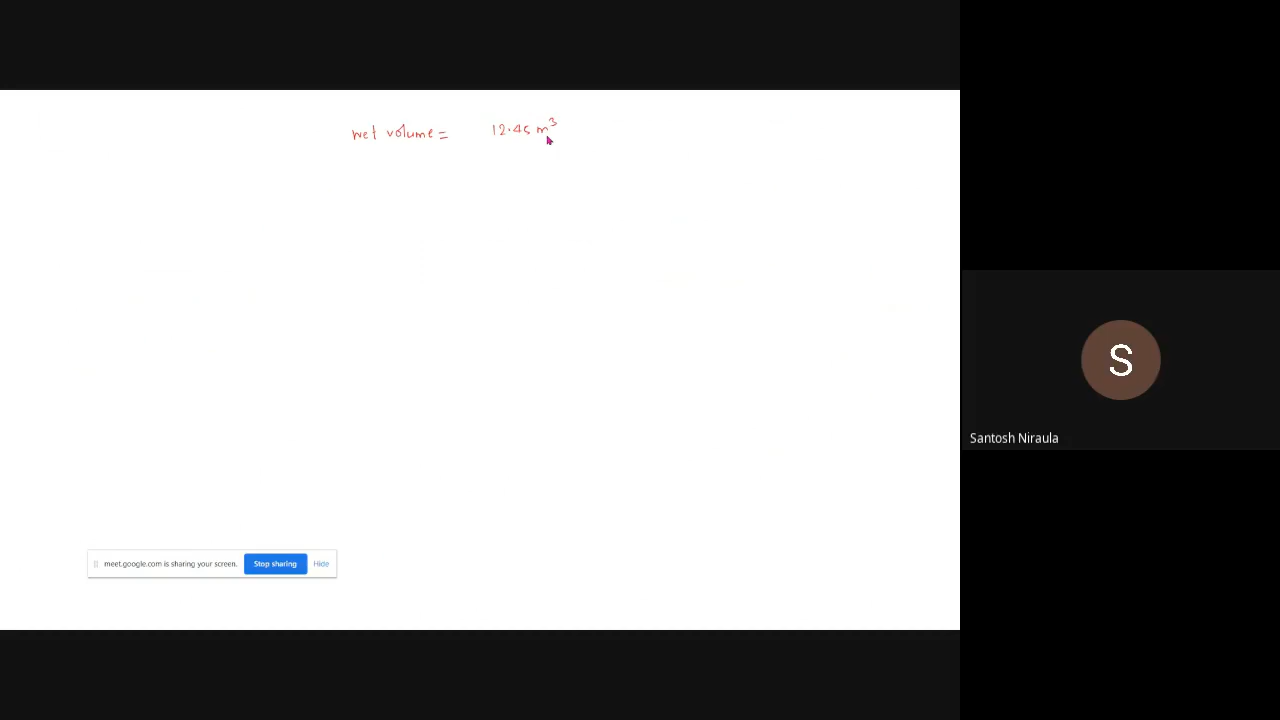 wet volume = 12.45 m³
Santosh Niraula
S
meet.google.com is sharing your screen. Stop sharing Hide